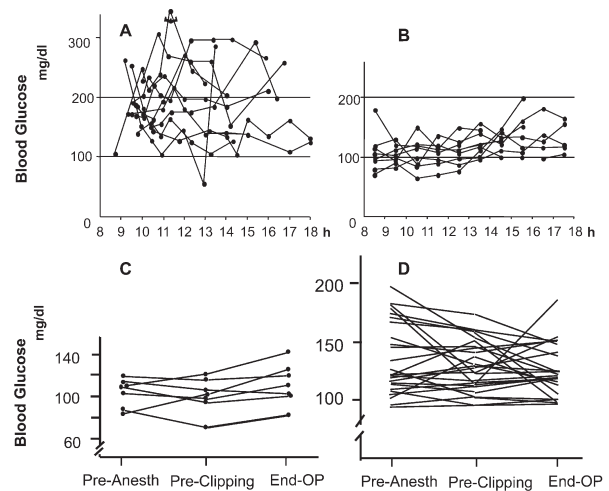 A
B
Blood Glucose
mg/dl
300
200
100
0
8 9 10 11 12 13 14 15 16 17 18 h
200
100
0
8 9 10 11 12 13 14 15 16 17 18 h
C
D
Blood Glucose
mg/dl
140
100
60
Pre-Anesth Pre-Clipping End-OP
200
150
100
Pre-Anesth Pre-Clipping End-OP